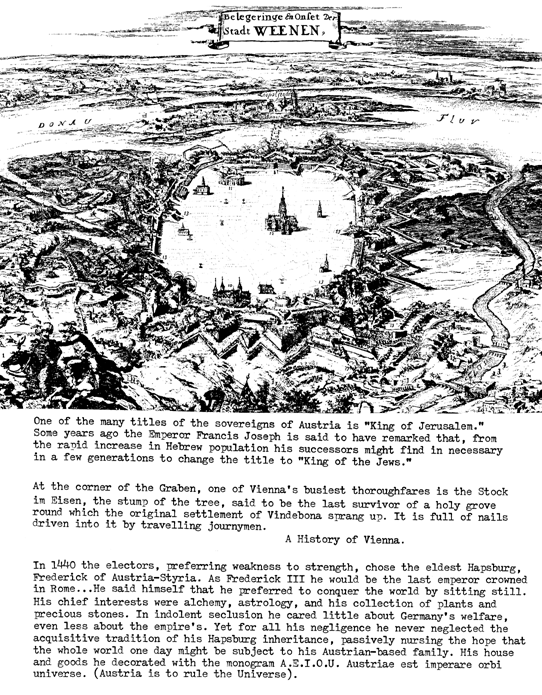 Belegeringe En Onset Der
Stadt WEENEN,
DONAU
Fluv
One of the many titles of the sovereigns of Austria is "King of Jerusalem."
Some years ago the Emperor Francis Joseph is said to have remarked that, from
the rapid increase in Hebrew population his successors might find in necessary
in a few generations to change the title to "King of the Jews."
At the corner of the Graben, one of Vienna's busiest thoroughfares is the Stock
im Eisen, the stump of the tree, said to be the last survivor of a holy grove
round which the original settlement of Vindebona sprang up. It is full of nails
driven into it by travelling journymen.
A History of Vienna.
In 1440 the electors, preferring weakness to strength, chose the eldest Hapsburg,
Frederick of Austria-Styria. As Frederick III he would be the last emperor crowned
in Rome...He said himself that he preferred to conquer the world by sitting still.
His chief interests were alchemy, astrology, and his collection of plants and
precious stones. In indolent seclusion he cared little about Germany's welfare,
even less about the empire's. Yet for all his negligence he never neglected the
acquisitive tradition of his Hapsburg inheritance, passively nursing the hope that
the whole world one day might be subject to his Austrian-based family. His house
and goods he decorated with the monogram A.E.I.O.U. Austriae est imperare orbi
universe. (Austria is to rule the Universe).